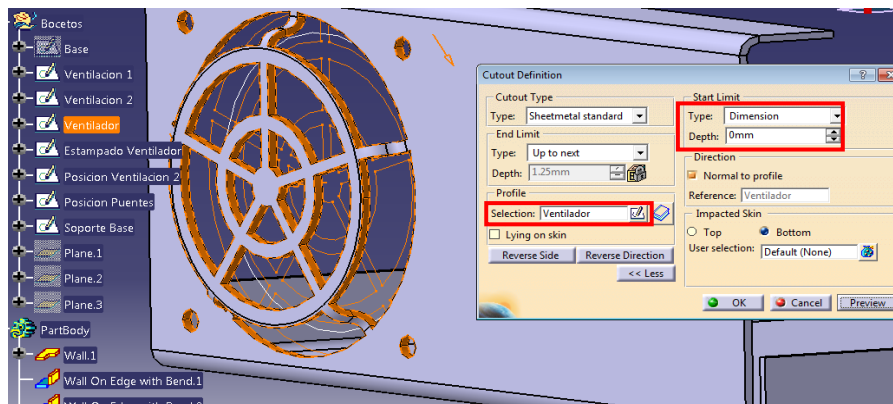 Bocetos
Base
Ventilacion 1
Ventilacion 2
Ventilador
Estampado Ventilador
Posicion Ventilacion 2
Posicion Puentes
Soporte Base
Plane.1
Plane.2
Plane.3
PartBody
Wall.1
Wall On Edge with Bend.1
Cutout Definition
Cutout Type
Type: Sheetmetal standard
End Limit
Type: Up to next
Depth: 1.25mm
Profile
Selection: Ventilador
Lying on skin
Reverse Side Reverse Direction
<< Less
Start Limit
Type: Dimension
Depth: 0mm
Direction
Normal to profile
Reference: Ventilador
Impacted Skin
Top Bottom
User selection: Default (None)
OK Cancel Preview